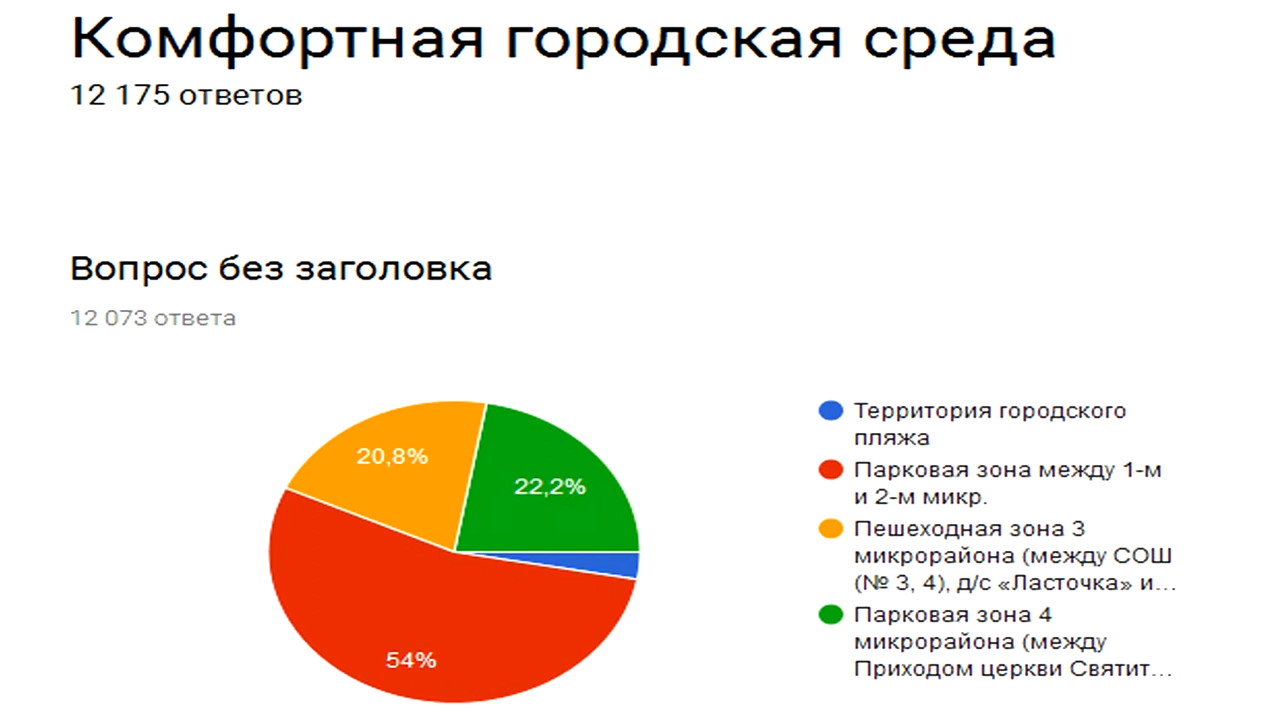 Комфортная городская среда
12 175 ответов
Вопрос без заголовка
12 073 ответа
20,8%
22,2%
54%
Территория городского
пляжа
Парковая зона между 1-м
и 2-м микр.
Пешеходная зона 3
микрорайона (между СОШ
(№ 3, 4), д/с «Ласточка» и...
Парковая зона 4
микрорайона (между
Приходом церкви Святит...